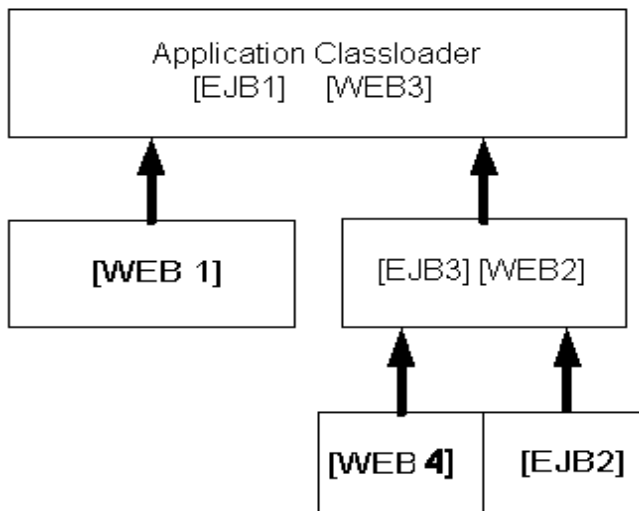 Application Classloader
[EJB1] [WEB3]
[WEB 1]
[EJB3] [WEB2]
[WEB 4]
[EJB2]